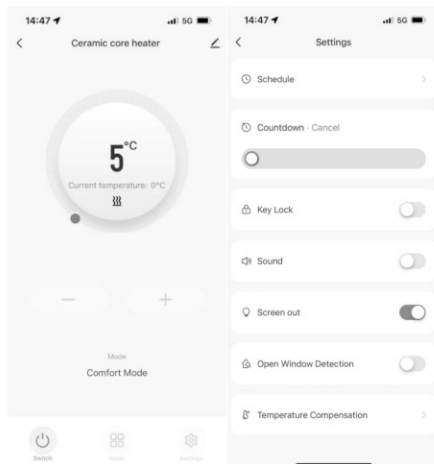 14:47
5G
Ceramic core heater
5°C
Current temperature: 0°C
Mode
Comfort Mode
Switch
Mode
Settings
14:47
5G
Settings
Schedule
Countdown - Cancel
Key Lock
Sound
Screen out
Open Window Detection
Temperature Compensation